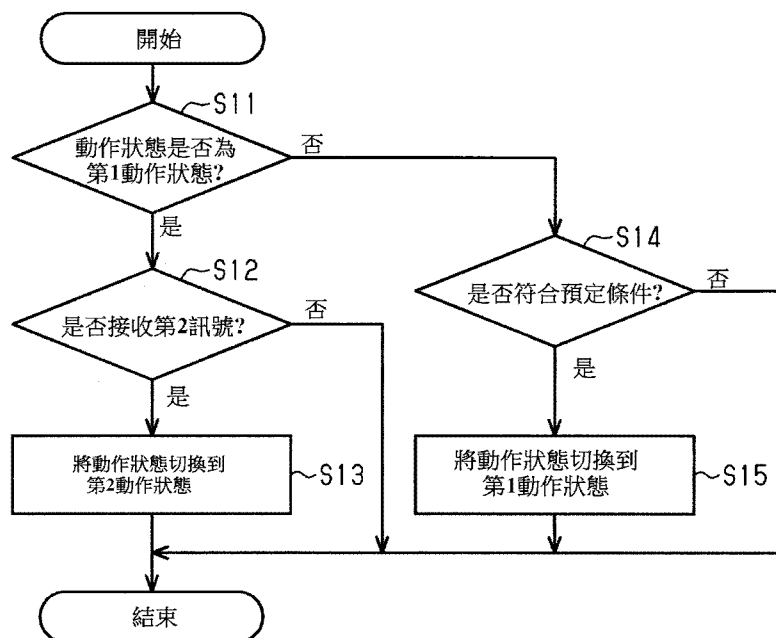 開始
S11
動作狀態是否為
第1動作狀態?
否
是
S12
是否接收第2訊號?
否
是
將動作狀態切換到
第2動作狀態
S13
S14
是否符合預定條件?
否
是
將動作狀態切換到
第1動作狀態
S15
結束